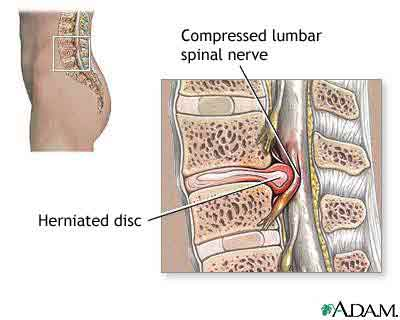 Compressed lumbar
spinal nerve
Herniated disc
A.D.A.M.